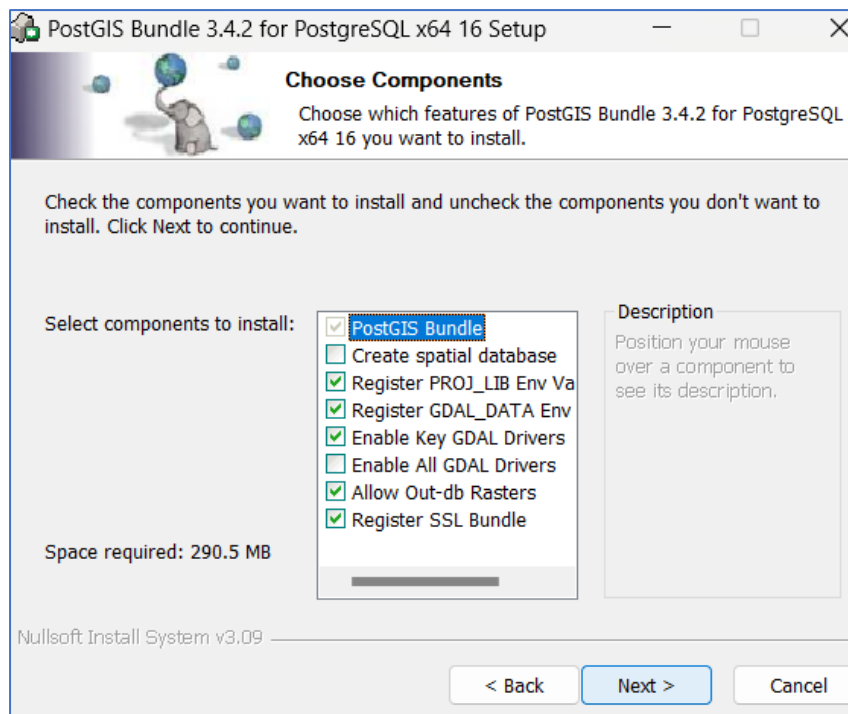 PostGIS Bundle 3.4.2 for PostgreSQL x64 16 Setup
Choose Components
Choose which features of PostGIS Bundle 3.4.2 for PostgreSQL
x64 16 you want to install.
Check the components you want to install and uncheck the components you don't want to
install. Click Next to continue.
Select components to install:
PostGIS Bundle
Create spatial database
Register PROJ_LIB Env Va
Register GDAL_DATA Env
Enable Key GDAL Drivers
Enable All GDAL Drivers
Allow Out-db Rasters
Register SSL Bundle
Description
Position your mouse
over a component to
see its description.
Space required: 290.5 MB
Nullsoft Install System v3.09
< Back
Next >
Cancel